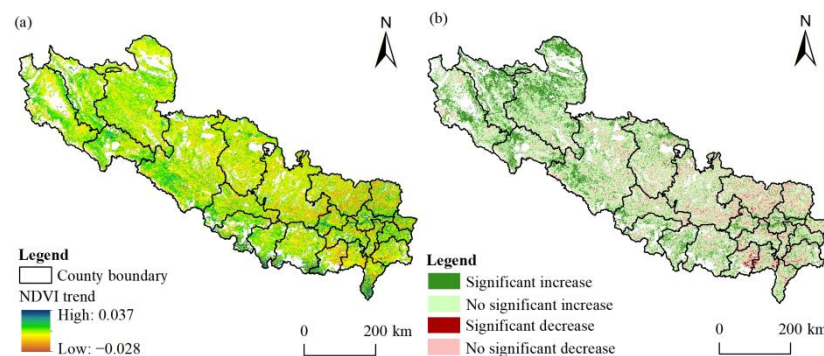 (a)
N
Legend
County boundary
NDVI trend
High: 0.037
Low: −0.028
0 200 km
(b)
N
Legend
Significant increase
No significant increase
Significant decrease
No significant decrease
0 200 km